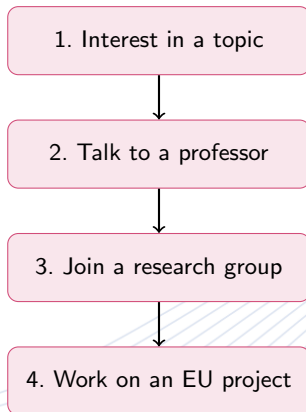 1. Interest in a topic
2. Talk to a professor
3. Join a research group
4. Work on an EU project